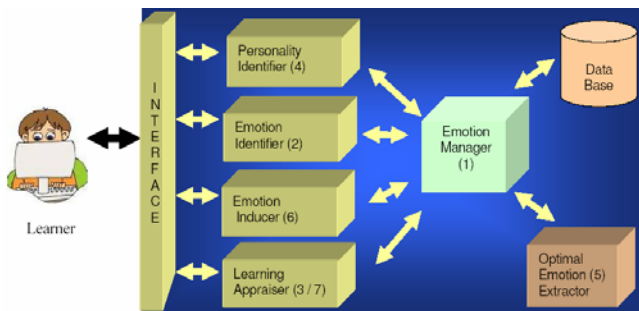 Learner
INTERFACE
Personality
Identifier (4)
Emotion
Identifier (2)
Emotion
Inducer (6)
Learning
Appraiser (3 / 7)
Emotion
Manager
(1)
Data
Base
Optimal
Emotion (5)
Extractor